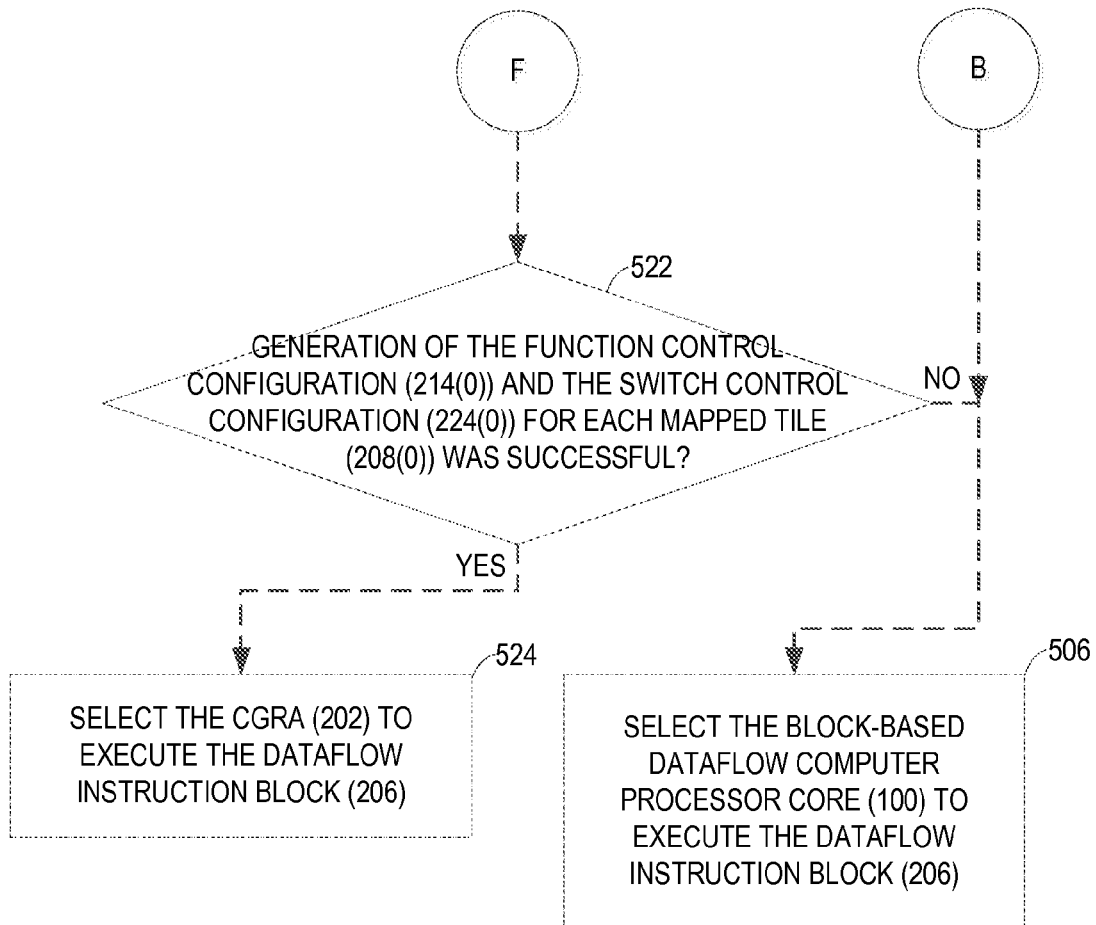 F
B
522
GENERATION OF THE FUNCTION CONTROL
CONFIGURATION (214(0)) AND THE SWITCH CONTROL
CONFIGURATION (224(0)) FOR EACH MAPPED TILE
(208(0)) WAS SUCCESSFUL?
NO
YES
524
SELECT THE CGRA (202) TO
EXECUTE THE DATAFLOW
INSTRUCTION BLOCK (206)
506
SELECT THE BLOCK-BASED
DATAFLOW COMPUTER
PROCESSOR CORE (100) TO
EXECUTE THE DATAFLOW
INSTRUCTION BLOCK (206)